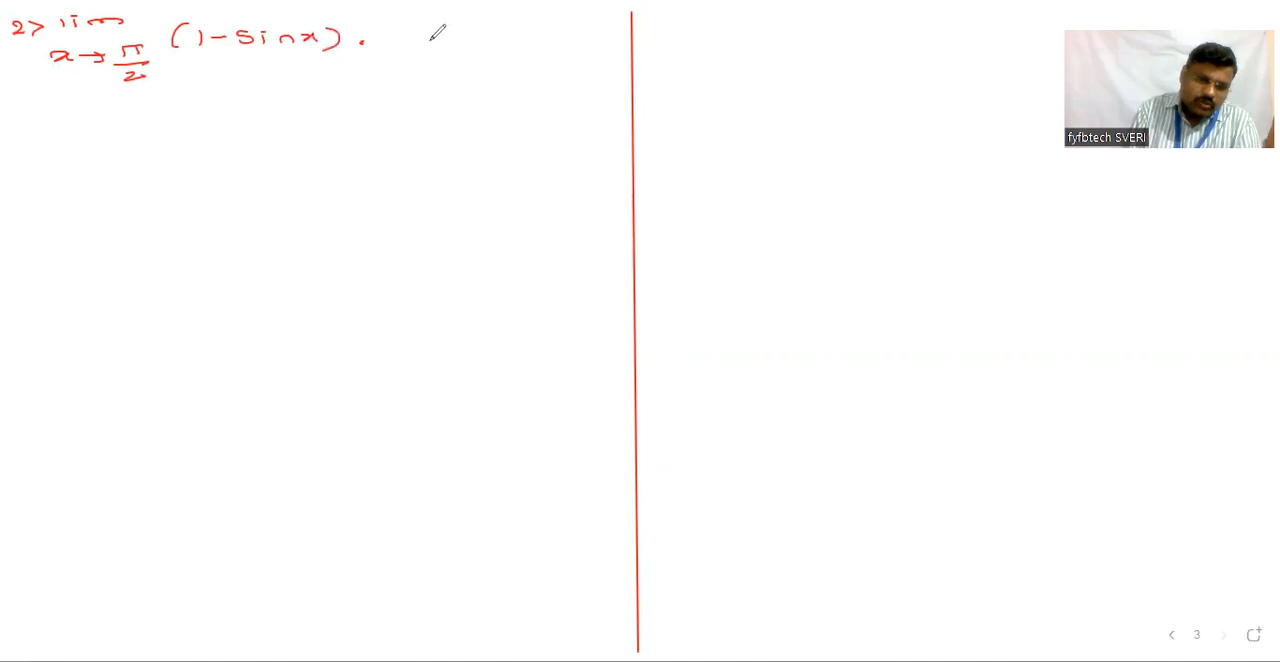 2> lim
x → π/2 (1 - sinx) .
fyfbtech SVERI
3